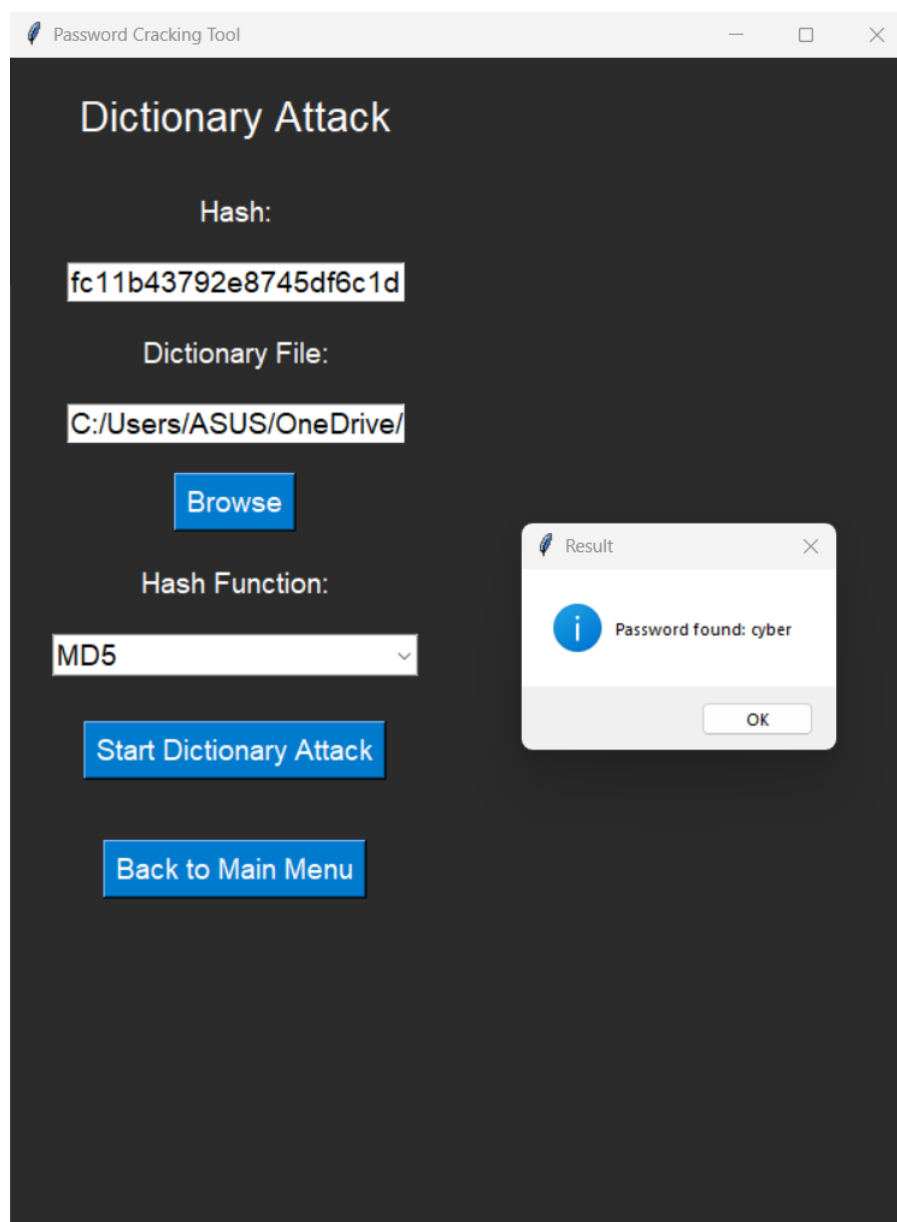 Password Cracking Tool
Dictionary Attack
Hash:
fc11b43792e8745df6c1d
Dictionary File:
C:/Users/ASUS/OneDrive/
Browse
Hash Function:
MD5
Start Dictionary Attack
Back to Main Menu
Result
Password found: cyber
OK